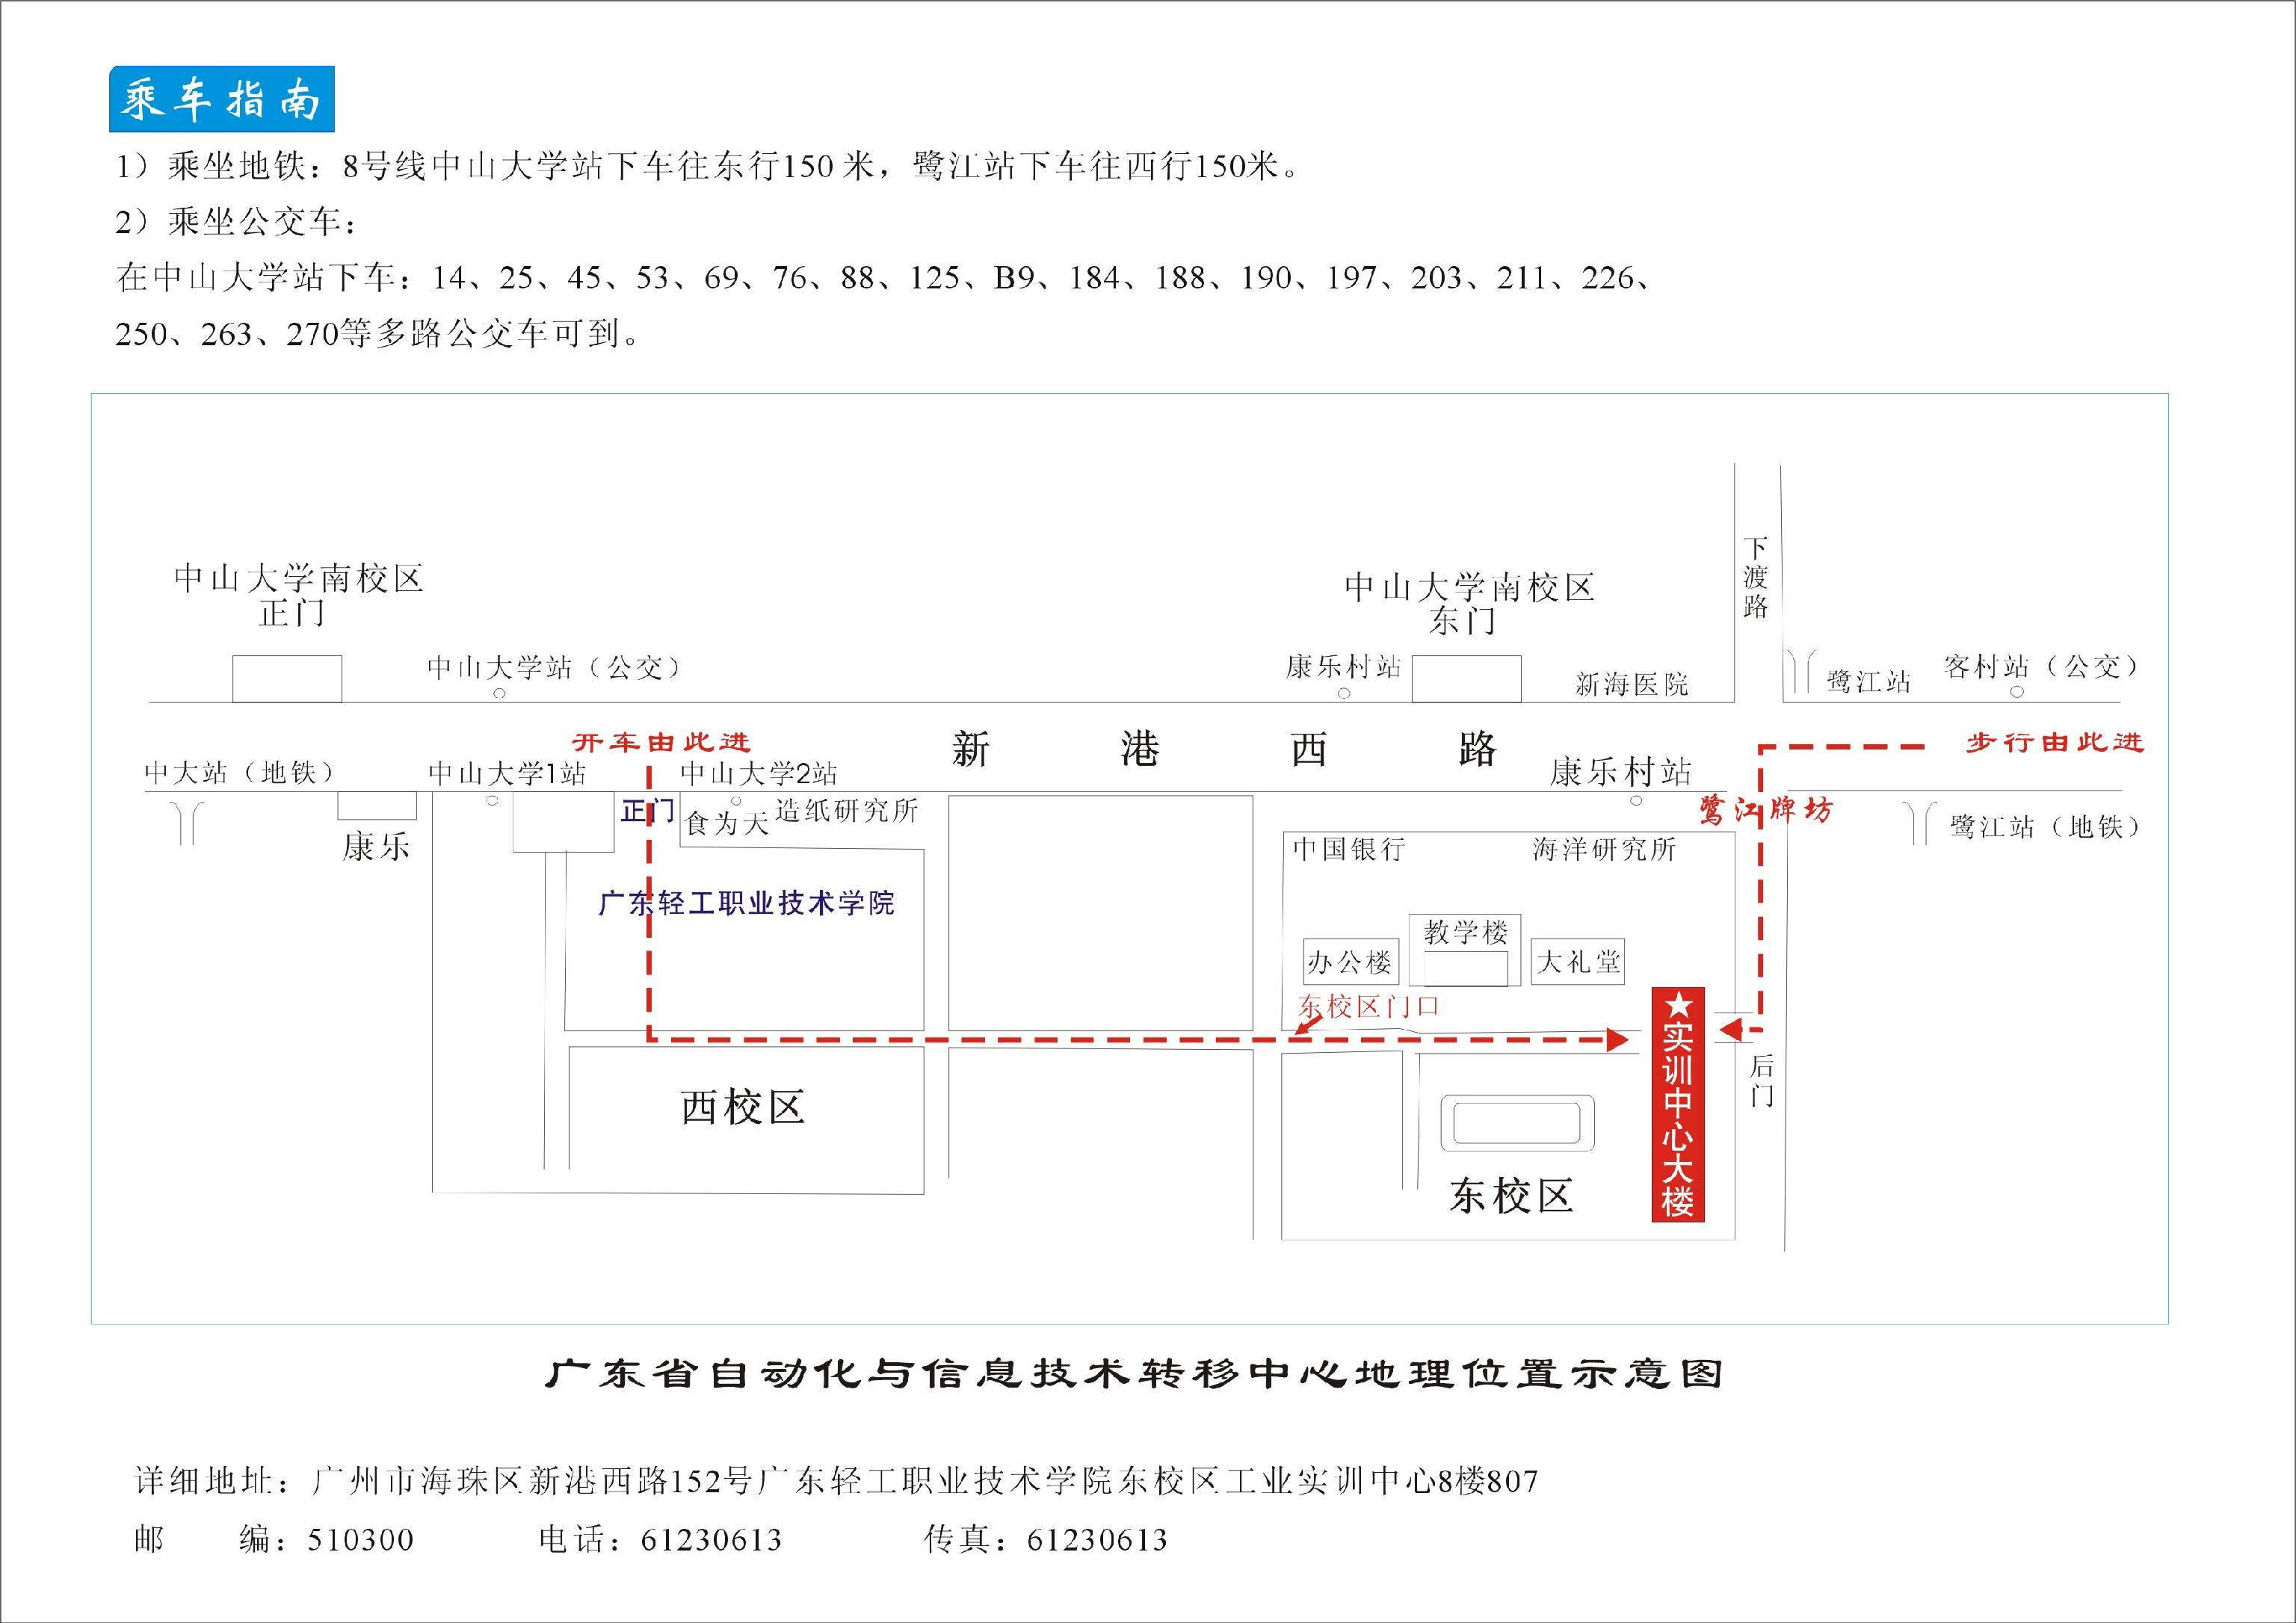 乘车指南
1）乘坐地铁：8号线中山大学站下车往东行150米，鹭江站下车往西行150米。
2）乘坐公交车：
在中山大学站下车：14、25、45、53、69、76、88、125、B9、184、188、190、197、203、211、226、
250、263、270等多路公交车可到。
下渡路
中山大学南校区
正门
中山大学南校区
东门
中山大学站（公交）
康乐村站
新海医院
鹭江站
客村站（公交）
开车由此进
新港西路
步行由此进
中大站（地铁）
中山大学1站
中山大学2站
康乐村站
康乐
正门
食为天
造纸研究所
鹭江牌坊
鹭江站（地铁）
中国银行
海洋研究所
广东轻工职业技术学院
办公楼
教学楼
大礼堂
东校区门口
★实训中心大楼
后门
西校区
东校区
广东省自动化与信息技术转移中心地理位置示意图
详细地址：广州市海珠区新港西路152号广东轻工职业技术学院东校区工业实训中心8楼807
邮 编：510300 电话：61230613 传真：61230613